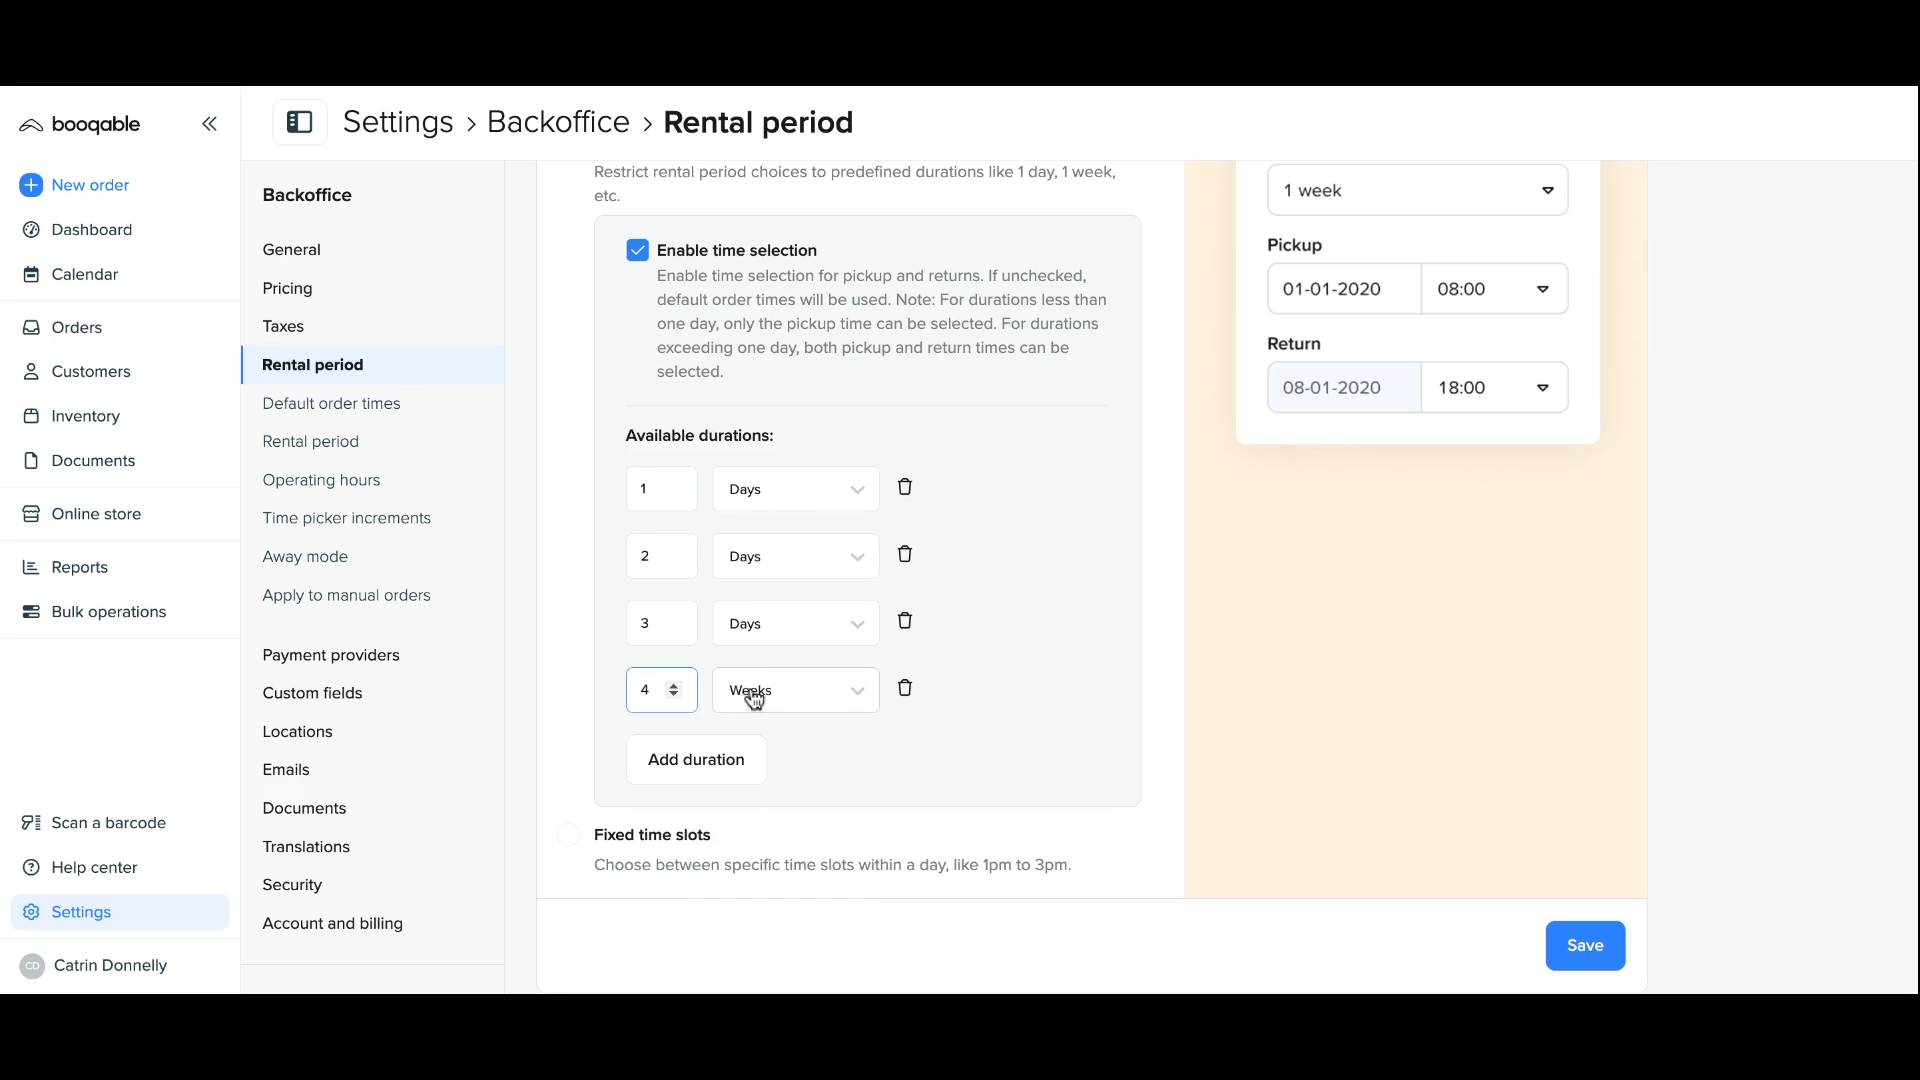 booqable
Settings > Backoffice > Rental period
New order
Dashboard
Calendar
Orders
Customers
Inventory
Documents
Online store
Reports
Bulk operations
Scan a barcode
Help center
Settings
CD Catrin Donnelly
Backoffice
General
Pricing
Taxes
Rental period
Default order times
Rental period
Operating hours
Time picker increments
Away mode
Apply to manual orders
Payment providers
Custom fields
Locations
Emails
Documents
Translations
Security
Account and billing
Restrict rental period choices to predefined durations like 1 day, 1 week,
etc.
Enable time selection
Enable time selection for pickup and returns. If unchecked,
default order times will be used. Note: For durations less than
one day, only the pickup time can be selected. For durations
exceeding one day, both pickup and return times can be
selected.
Available durations:
1 Days
2 Days
3 Days
4 Weeks
Add duration
Fixed time slots
Choose between specific time slots within a day, like 1pm to 3pm.
1 week
Pickup
01-01-2020 08:00
Return
08-01-2020 18:00
Save